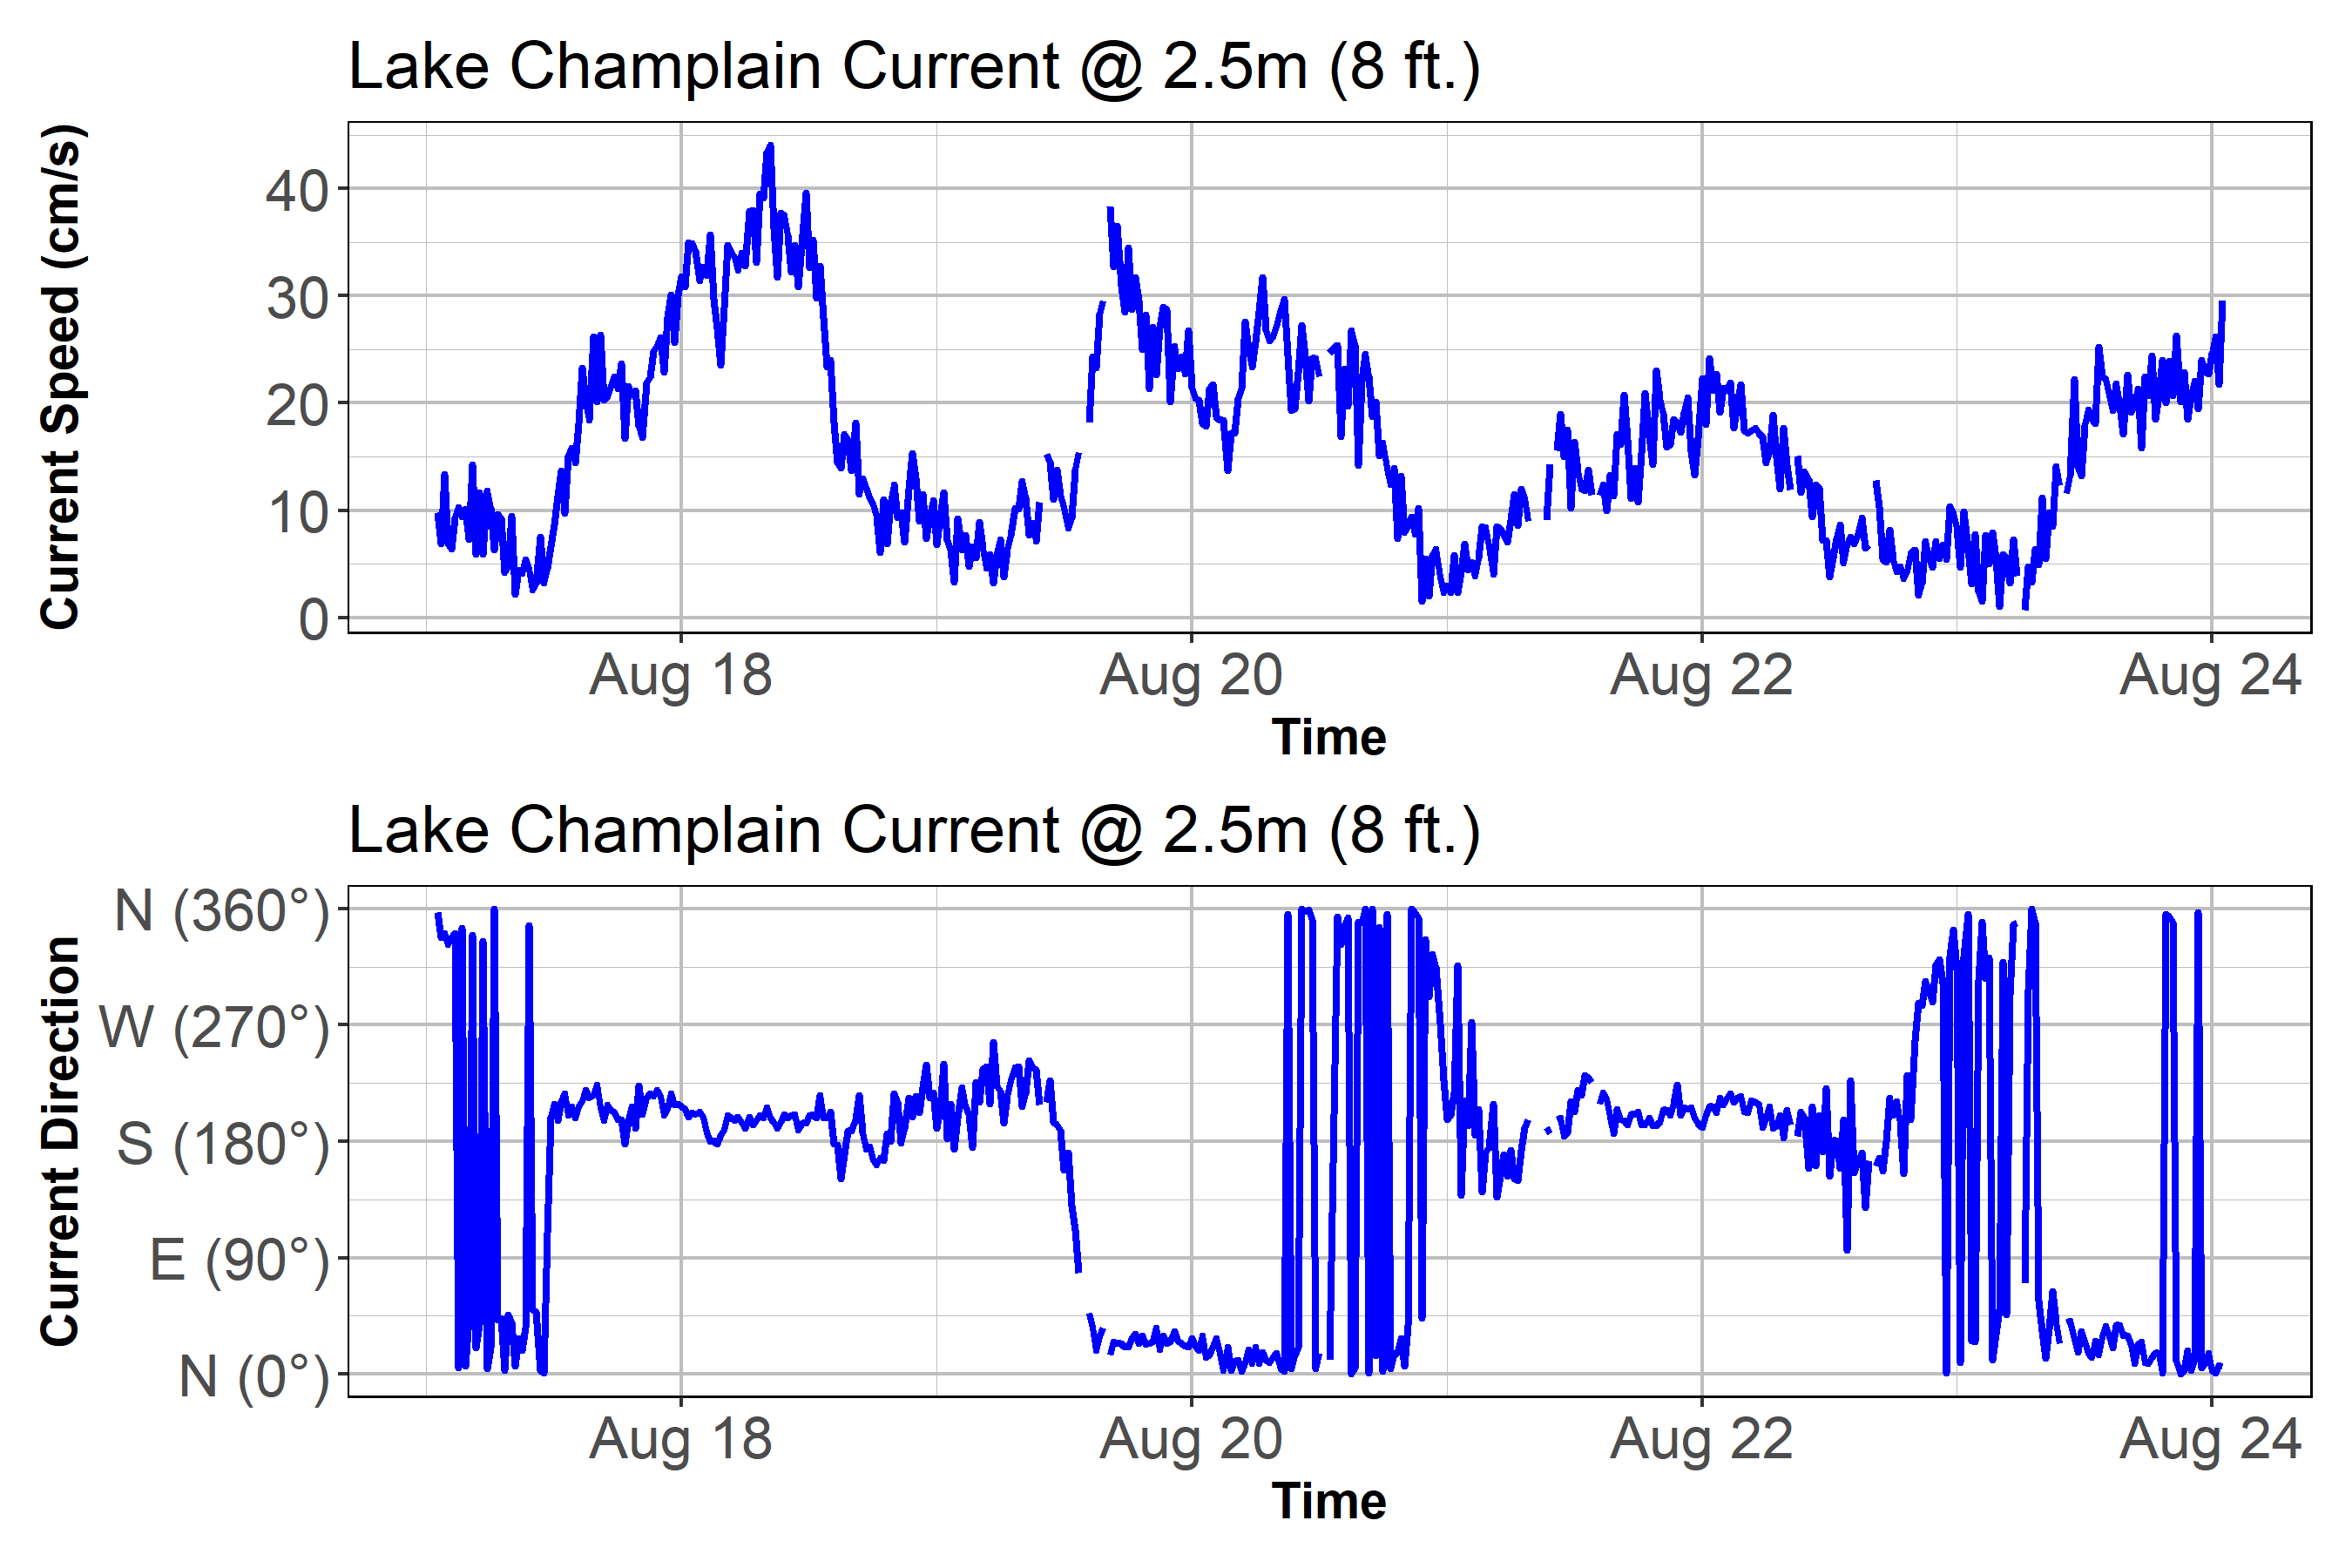 Lake Champlain Current @ 2.5m (8 ft.)
Current Speed (cm/s)
40
30
20
10
0
Aug 18 Aug 20 Aug 22 Aug 24
Time
Lake Champlain Current @ 2.5m (8 ft.)
Current Direction
N (360°)
W (270°)
S (180°)
E (90°)
N (0°)
Aug 18 Aug 20 Aug 22 Aug 24
Time